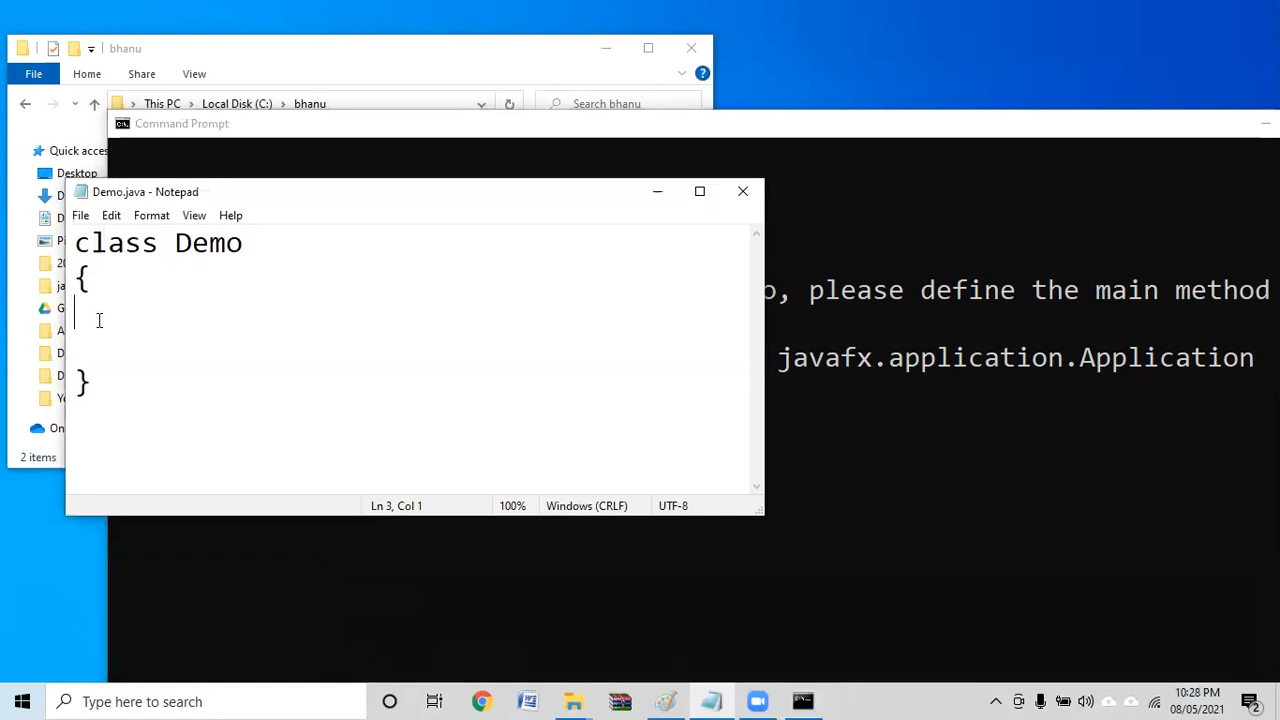 bhanu
File Home Share View
This PC Local Disk (C:) bhanu Search bhanu
Command Prompt
Quick acces
Desktop
2 items
Demo.java - Notepad
File Edit Format View Help
class Demo
{
}
Ln 3, Col 1 100% Windows (CRLF) UTF-8
o, please define the main method
javafx.application.Application
Type here to search
10:28 PM
08/05/2021
2